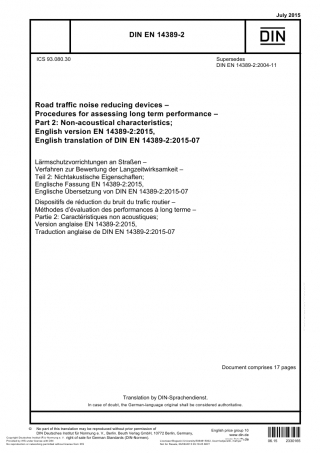 July 2015
DIN EN 14389-2
DIN
ICS 93.080.30
Supersedes
DIN EN 14389-2:2004-11
Road traffic noise reducing devices –
Procedures for assessing long term performance –
Part 2: Non-acoustical characteristics;
English version EN 14389-2:2015,
English translation of DIN EN 14389-2:2015-07
Lärmschutzvorrichtungen an Straßen –
Verfahren zur Bewertung der Langzeitwirksamkeit –
Teil 2: Nichtakustische Eigenschaften;
Englische Fassung EN 14389-2:2015,
Englische Übersetzung von DIN EN 14389-2:2015-07
Dispositifs de réduction du bruit du trafic routier –
Méthodes d'évaluation des performances à long terme –
Partie 2: Caractéristiques non acoustiques;
Version anglaise EN 14389-2:2015,
Traduction anglaise de DIN EN 14389-2:2015-07
Document comprises 17 pages
Translation by DIN-Sprachendienst.
In case of doubt, the German-language original shall be considered authoritative.
© No part of this translation may be reproduced without prior permission of
DIN Deutsches Institut für Normung e. V., Berlin. Beuth Verlag GmbH, 10772 Berlin, Germany,
right of sale for German Standards (DIN-Normen).
English price group 10
www.din.de